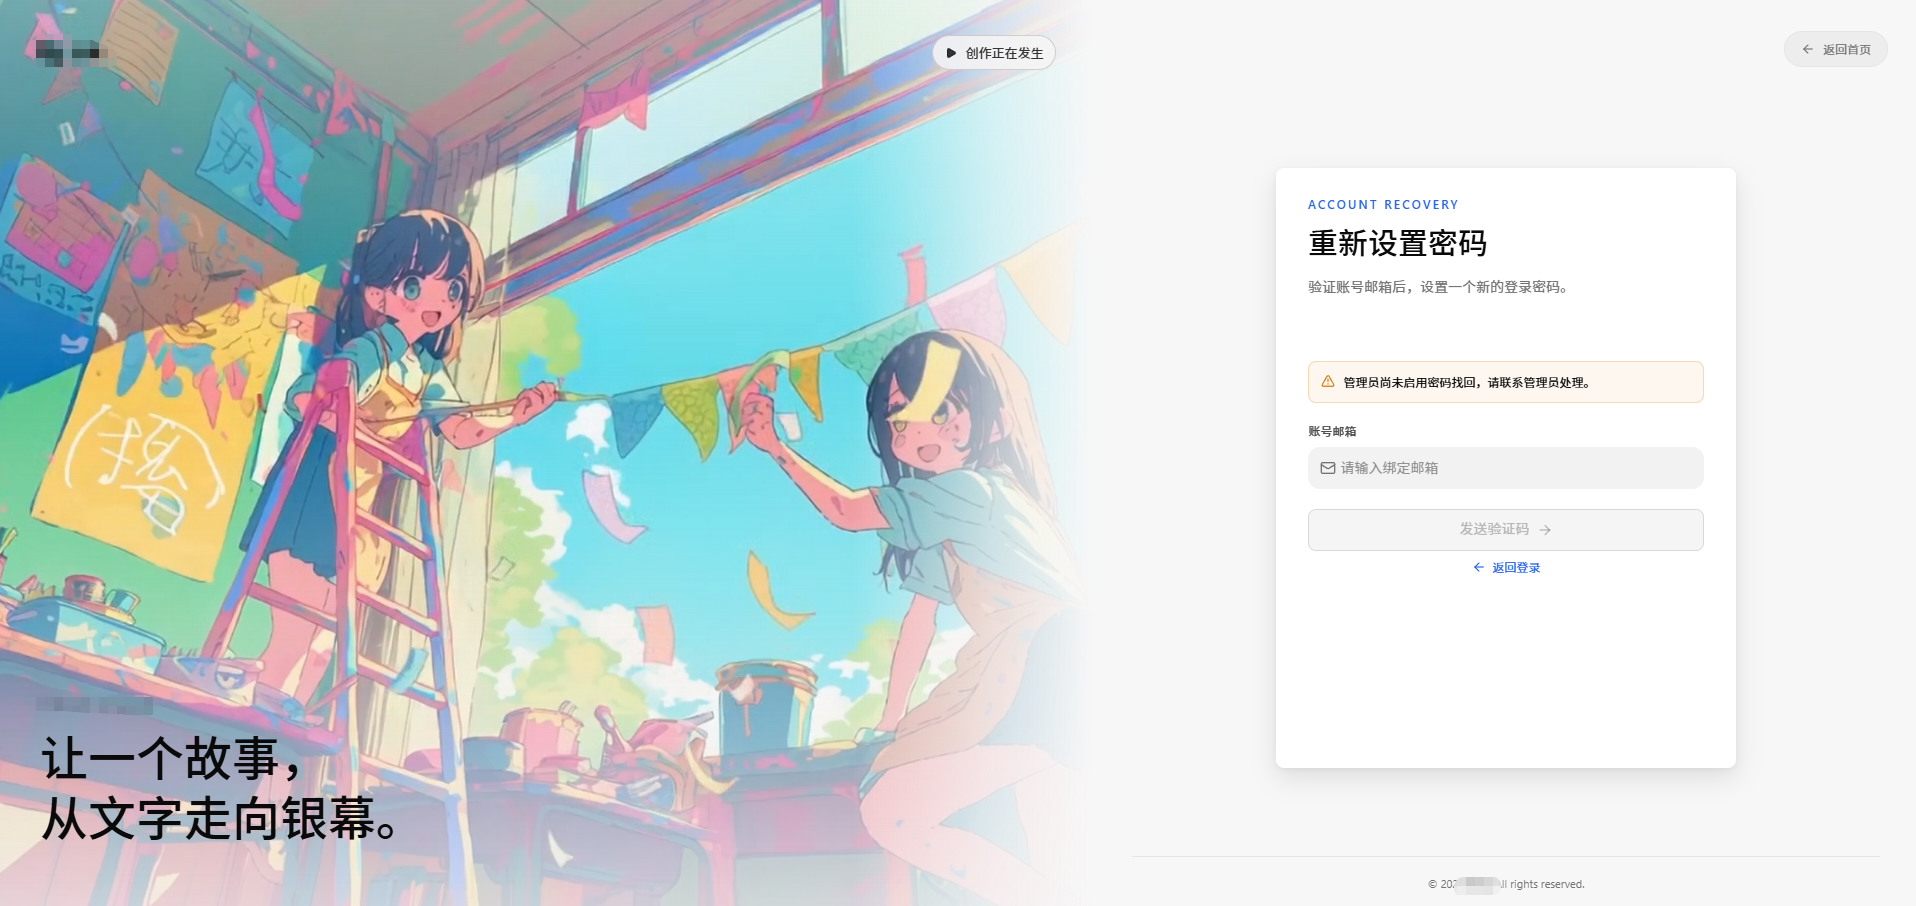 创作正在发生
让一个故事，
从文字走向银幕。
返回首页
ACCOUNT RECOVERY
重新设置密码
验证账号邮箱后，设置一个新的登录密码。
管理员尚未启用密码找回，请联系管理员处理。
账号邮箱
请输入绑定邮箱
发送验证码
返回登录
© 202 ll rights reserved.